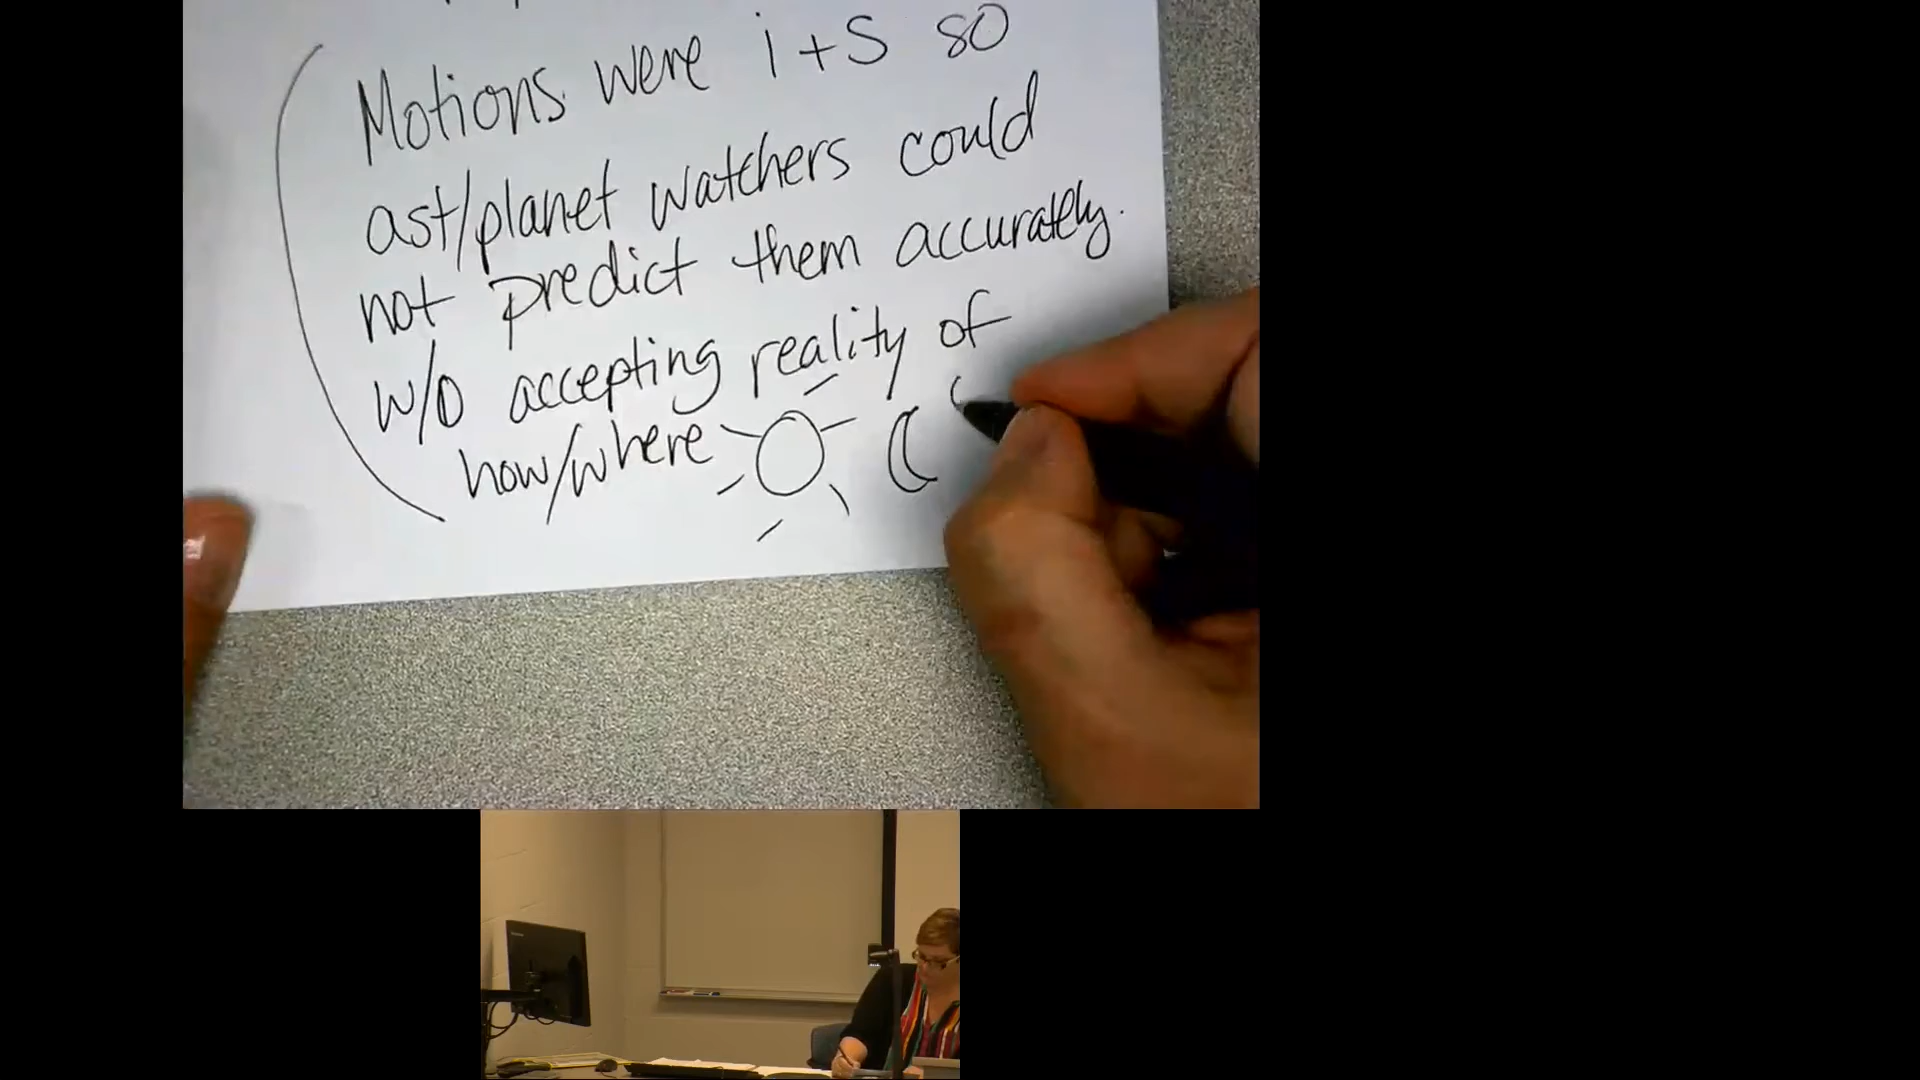 Motions were i+S so
ast/planet watchers could
not predict them accurately.
w/o accepting reality of
how/where